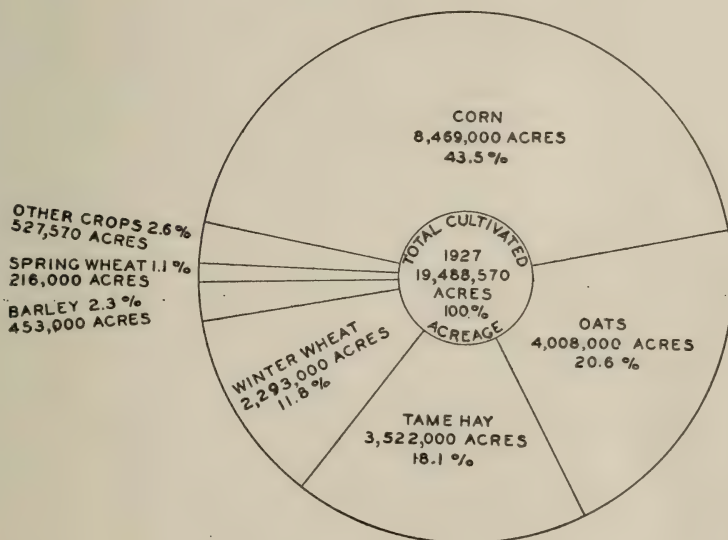 CORN
8,469,000 ACRES
43.5%
OTHER CROPS 2.6%
527,570 ACRES
SPRING WHEAT 1.1%
216,000 ACRES
BARLEY 2.3%
453,000 ACRES
WINTER WHEAT
2,293,000 ACRES
11.8%
TOTAL CULTIVATED
1927
19,488,570
ACRES
100.%
ACREAGE
OATS
4,008,000 ACRES
20.6%
TAME HAY
3,522,000 ACRES
18.1%